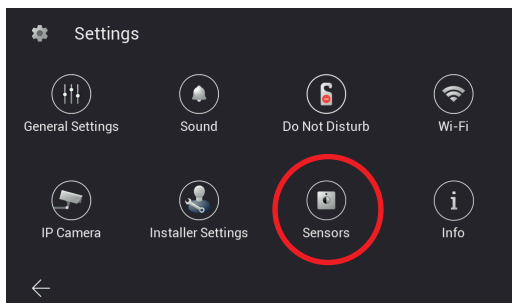 Settings
General Settings
Sound
Do Not Disturb
Wi-Fi
IP Camera
Installer Settings
Sensors
Info